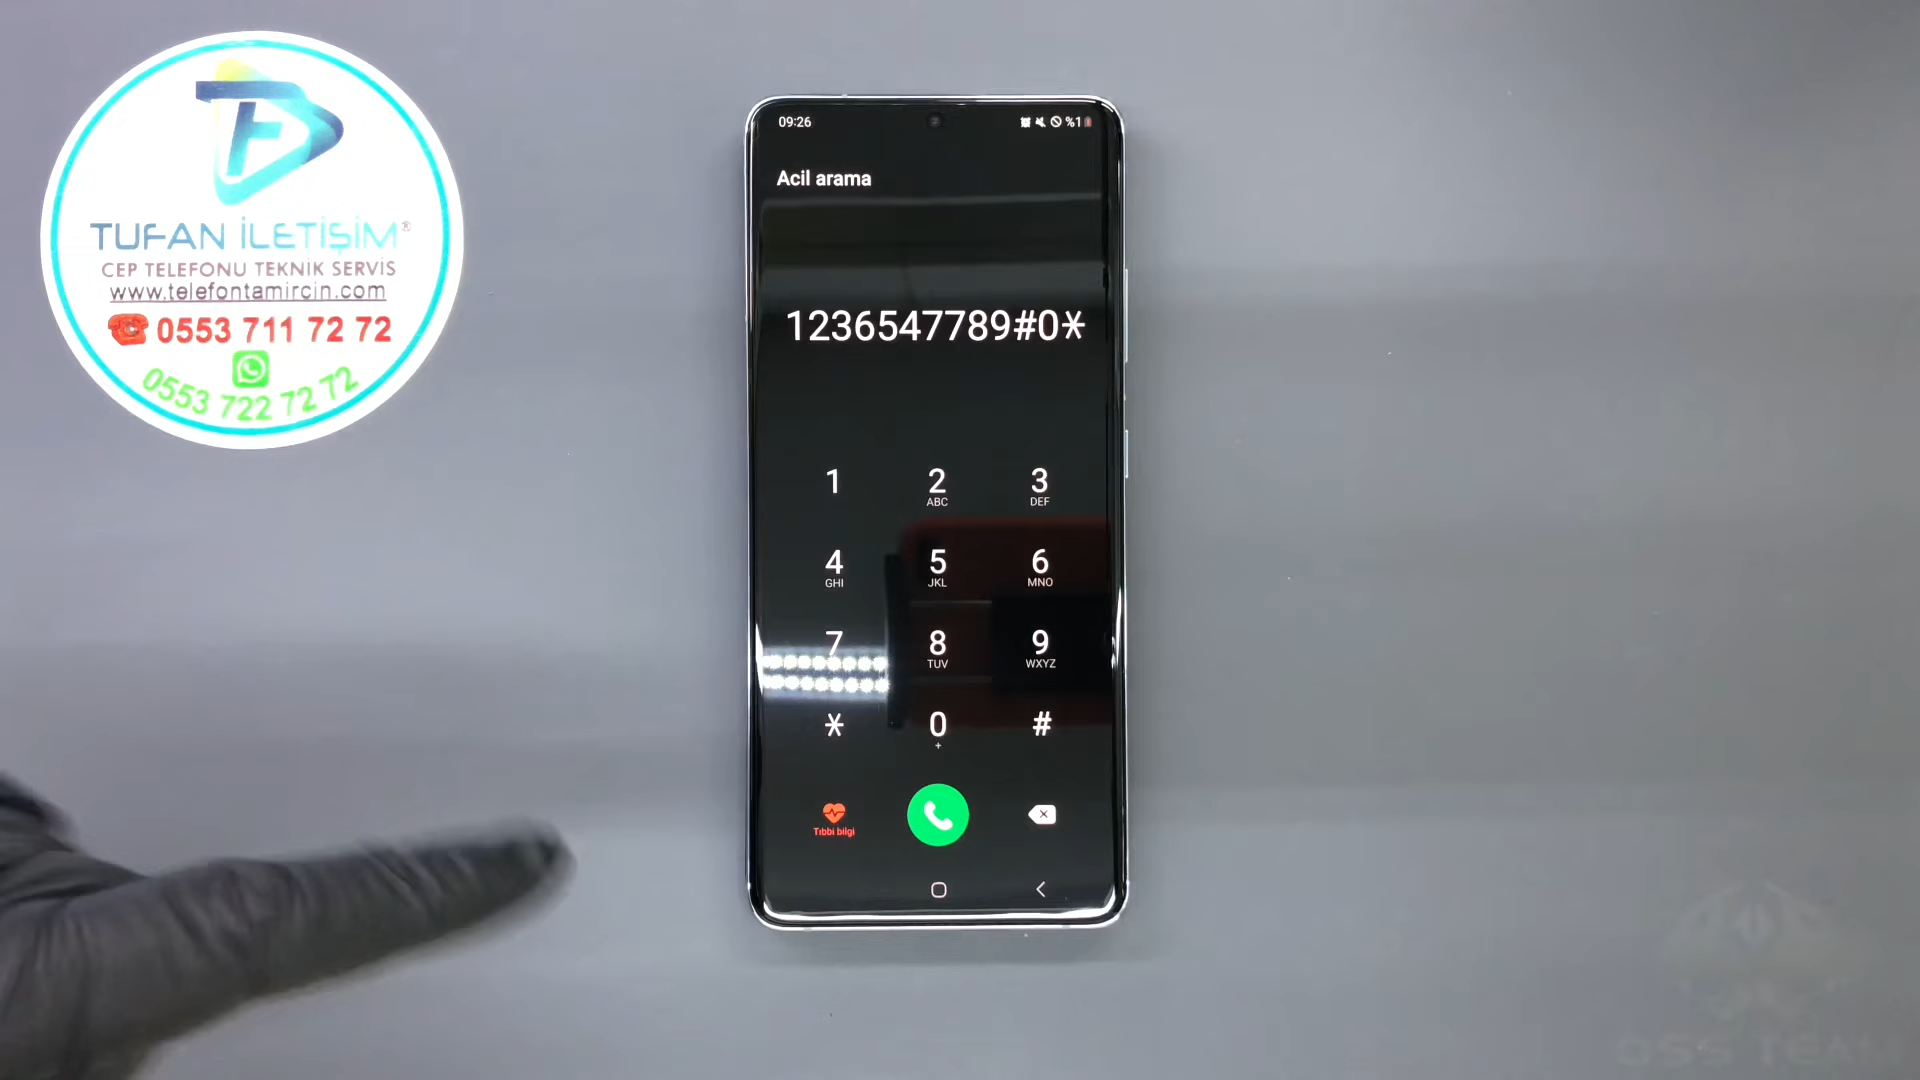 TUFAN İLETİŞİM®
CEP TELEFONU TEKNİK SERVİS
www.telefontamircin.com
0553 711 72 72
0553 722 72 72
09:26
%1
Acil arama
1236547789#0*
1
2
ABC
3
DEF
4
GHI
5
JKL
6
MNO
7
8
TUV
9
WXYZ
*
0
+
#
Tıbbi bilgi
OSS TEAM